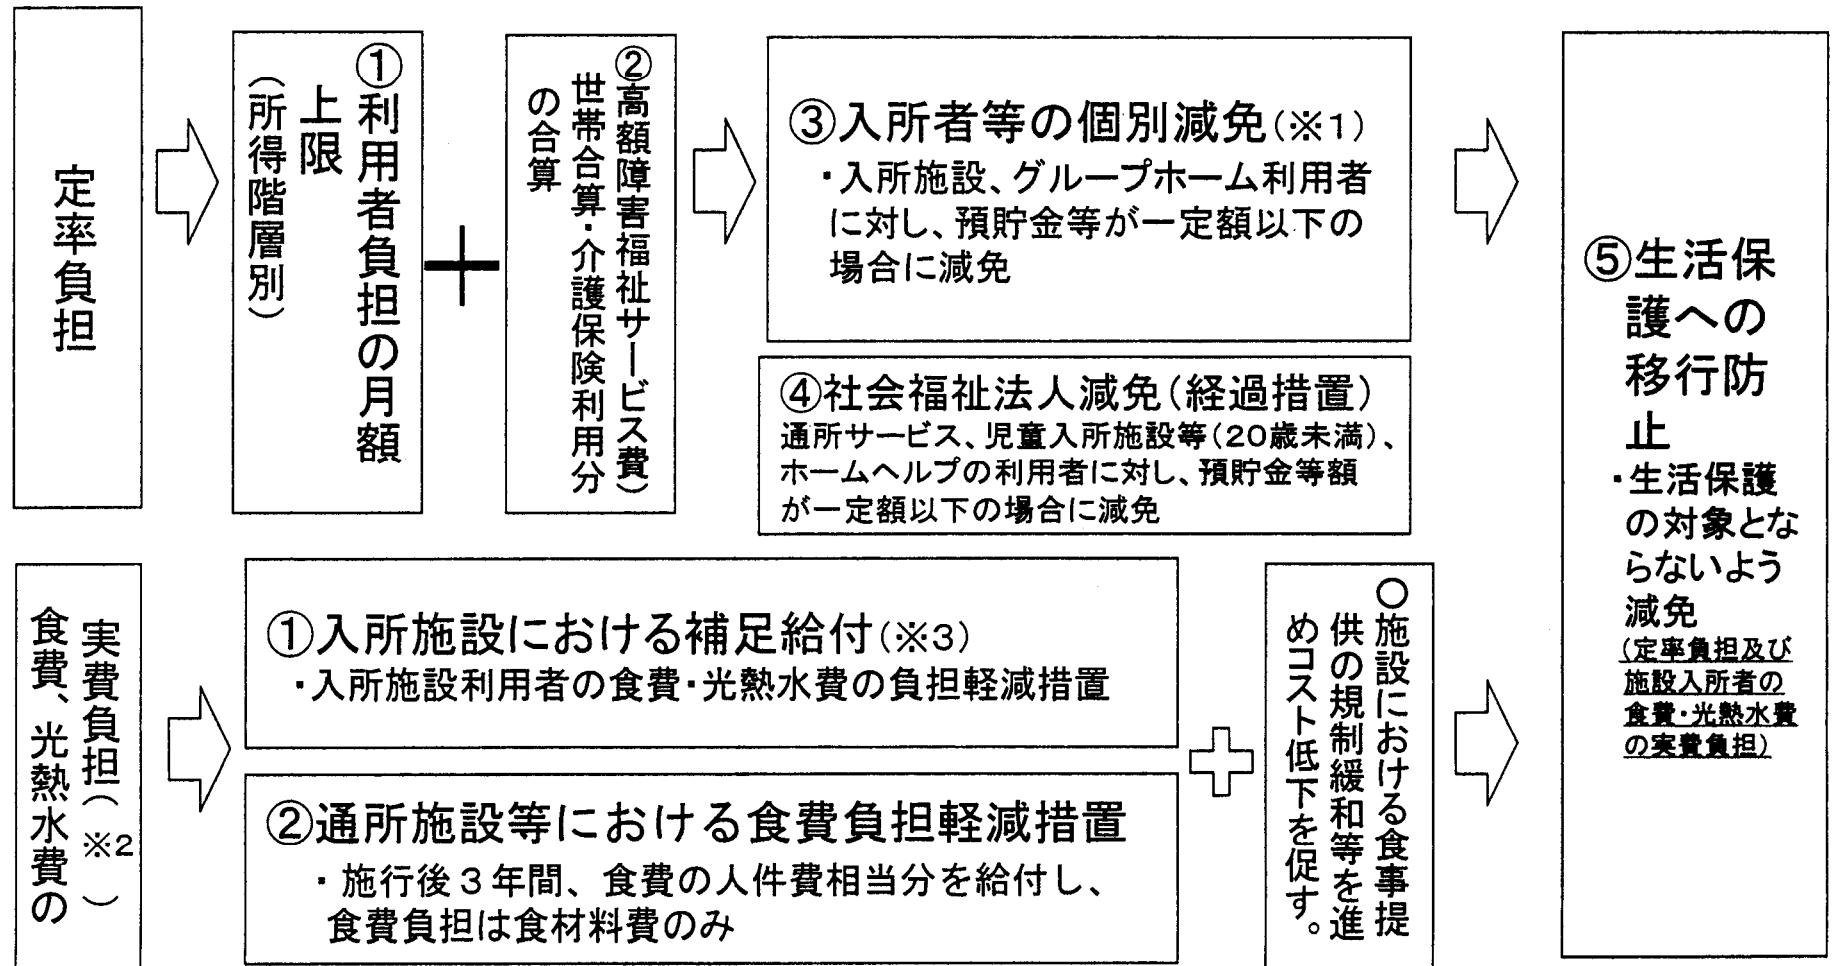 定率負担
①利用者負担の月額
上限
（所得階層別）
②高額障害福祉サービス費）
世帯合算・介護保険利用分
の合算
③入所者等の個別減免(※1)
・入所施設、グループホーム利用者
に対し、預貯金等が一定額以下の
場合に減免
④社会福祉法人減免(経過措置)
通所サービス、児童入所施設等(20歳未満)、
ホームヘルプの利用者に対し、預貯金等額
が一定額以下の場合に減免
⑤生活保
護への
移行防
止
・生活保護
の対象とな
らないよう
減免
(定率負担及び
施設入所者の
食費・光熱水費
の実費負担)
実費負担（※2）
食費、光熱水費の
①入所施設における補足給付(※3)
・入所施設利用者の食費・光熱水費の負担軽減措置
②通所施設等における食費負担軽減措置
・施行後３年間、食費の人件費相当分を給付し、
食費負担は食材料費のみ
○施設における食事提
供の規制緩和等を進
めコスト低下を促す。